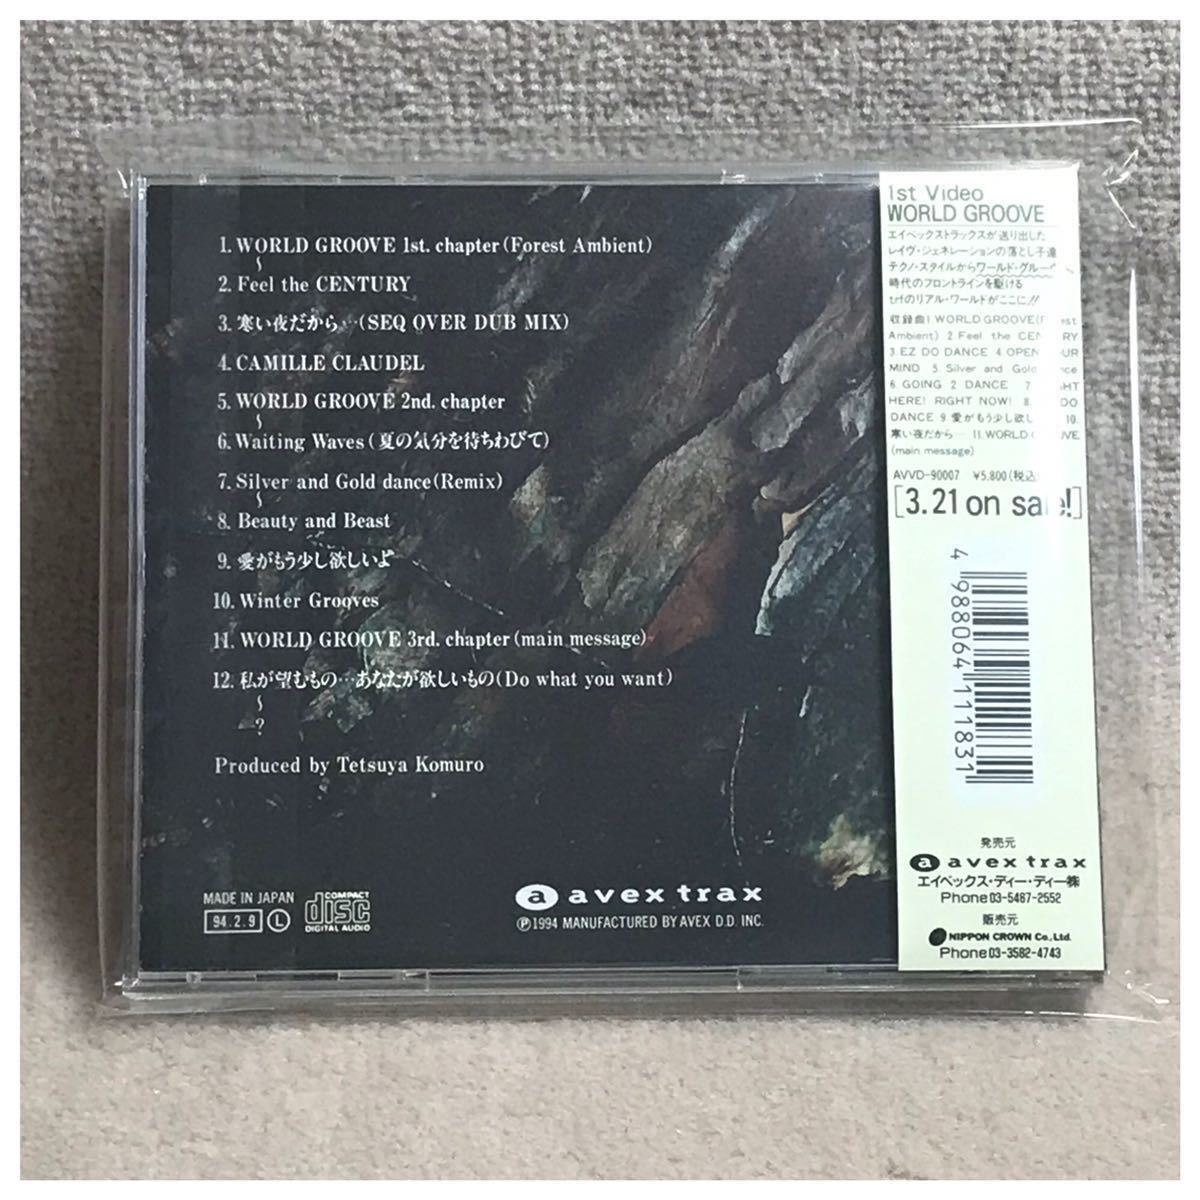 1. WORLD GROOVE 1st. chapter (Forest Ambient)
〜
2. Feel the CENTURY
3. 寒い夜だから…(SEQ OVER DUB MIX)
4. CAMILLE CLAUDEL
5. WORLD GROOVE 2nd. chapter
〜
6. Waiting Waves (夏の気分を待ちわびて)
7. Silver and Gold dance (Remix)
〜
8. Beauty and Beast
9. 愛がもう少し欲しいよ
10. Winter Grooves
11. WORLD GROOVE 3rd. chapter (main message)
12. 私が望むもの…あなたが欲しいもの (Do what you want)
〜
—?
Produced by Tetsuya Komuro
MADE IN JAPAN
94.2.9 L
COMPACT
disc
DIGITAL AUDIO
a avex trax
Ⓟ1994 MANUFACTURED BY AVEX D.D. INC.
1st Video
WORLD GROOVE
エイベックストラックスが送り出した
レイヴ・ジェネレーションの落とし子達
テクノ・スタイルからワールド・グルー
時代のフロントラインを駆ける
trfのリアル・ワールドがここに!!
収録曲1 WORLD GROOVE
Ambient) 2 Feel the CENTURY
3.EZ DO DANCE 4 OPEN
MIND 5 Silver and Gold
6 GOING 2 DANCE 7
HERE! RIGHT NOW! 8. DO
DANCE 9 愛がもう少し欲し 10.
寒い夜だから… 11.WORLD
(main message)
AVVD-90007 ¥5,800(税込
[3.21 on sale!]
4 988064 111831
発売元
a avex trax
エイベックス・ディー・ディー㈱
Phone 03-5487-2552
販売元
NIPPON CROWN Co., Ltd.
Phone 03-3582-4743